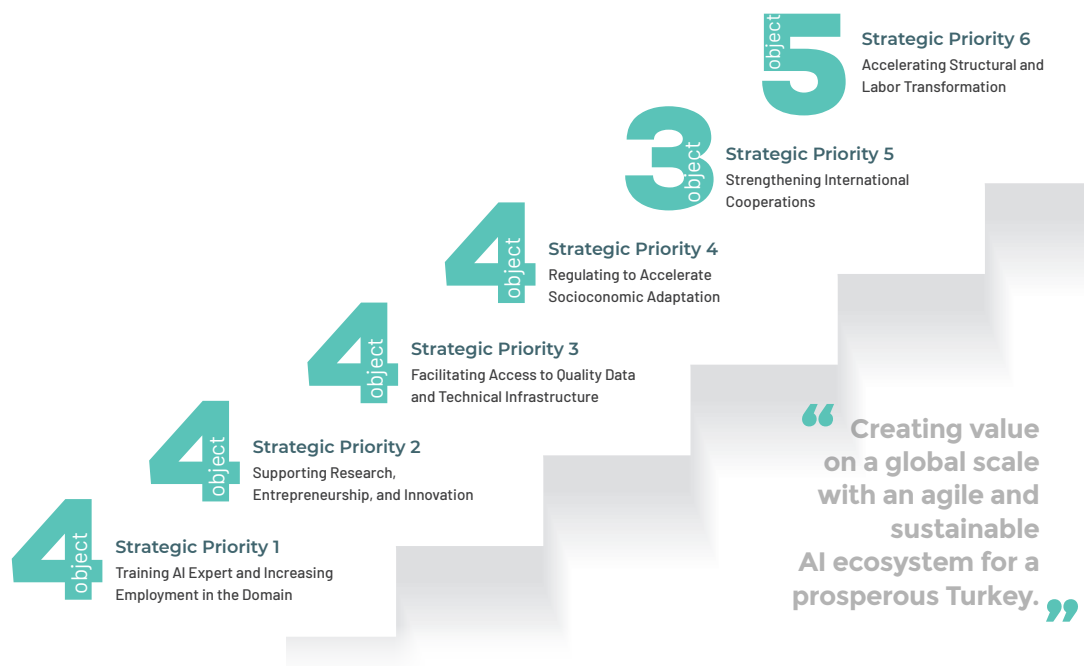 5
object
Strategic Priority 6
Accelerating Structural and
Labor Transformation
3
object
Strategic Priority 5
Strengthening International
Cooperations
4
object
Strategic Priority 4
Regulating to Accelerate
Socioeconomic Adaptation
4
object
Strategic Priority 3
Facilitating Access to Quality Data
and Technical Infrastructure
4
object
Strategic Priority 2
Supporting Research,
Entrepreneurship, and Innovation
4
object
Strategic Priority 1
Training AI Expert and Increasing
Employment in the Domain
“ Creating value
on a global scale
with an agile and
sustainable
AI ecosystem for a
prosperous Turkey. ”